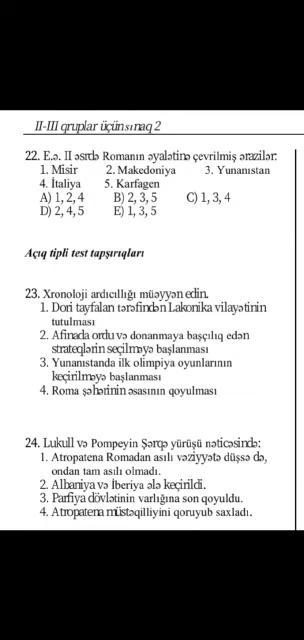 II-III qruplar üçün sınaq 2
22. E.ə. II əsrdə Romanın əyalətinə çevrilmiş ərazilər:
1. Misir 2. Makedoniya 3. Yunanıstan
4. İtaliya 5. Karfagen
A) 1, 2, 4 B) 2, 3, 5 C) 1, 3, 4
D) 2, 4, 5 E) 1, 3, 5
Açıq tipli test tapşırıqları
23. Xronoloji ardıcıllığı müəyyən edin.
1. Dori tayfaları tərəfindən Lakonika vilayətinin
tutulması
2. Afinada ordu və donanmaya başçılıq edən
strateqlərin seçilməyə başlanması
3. Yunanıstanda ilk olimpiya oyunlarının
keçirilməyə başlanması
4. Roma şəhərinin əsasının qoyulması
24. Lukull və Pompeyin Şərqə yürüşü nəticəsində:
1. Atropatena Romadan asılı vəziyyətə düşsə də,
ondan tam asılı olmadı.
2. Albaniya və İberiya ələ keçirildi.
3. Parfiya dövlətinin varlığına son qoyuldu.
4. Atropatena müstəqilliyini qoruyub saxladı.